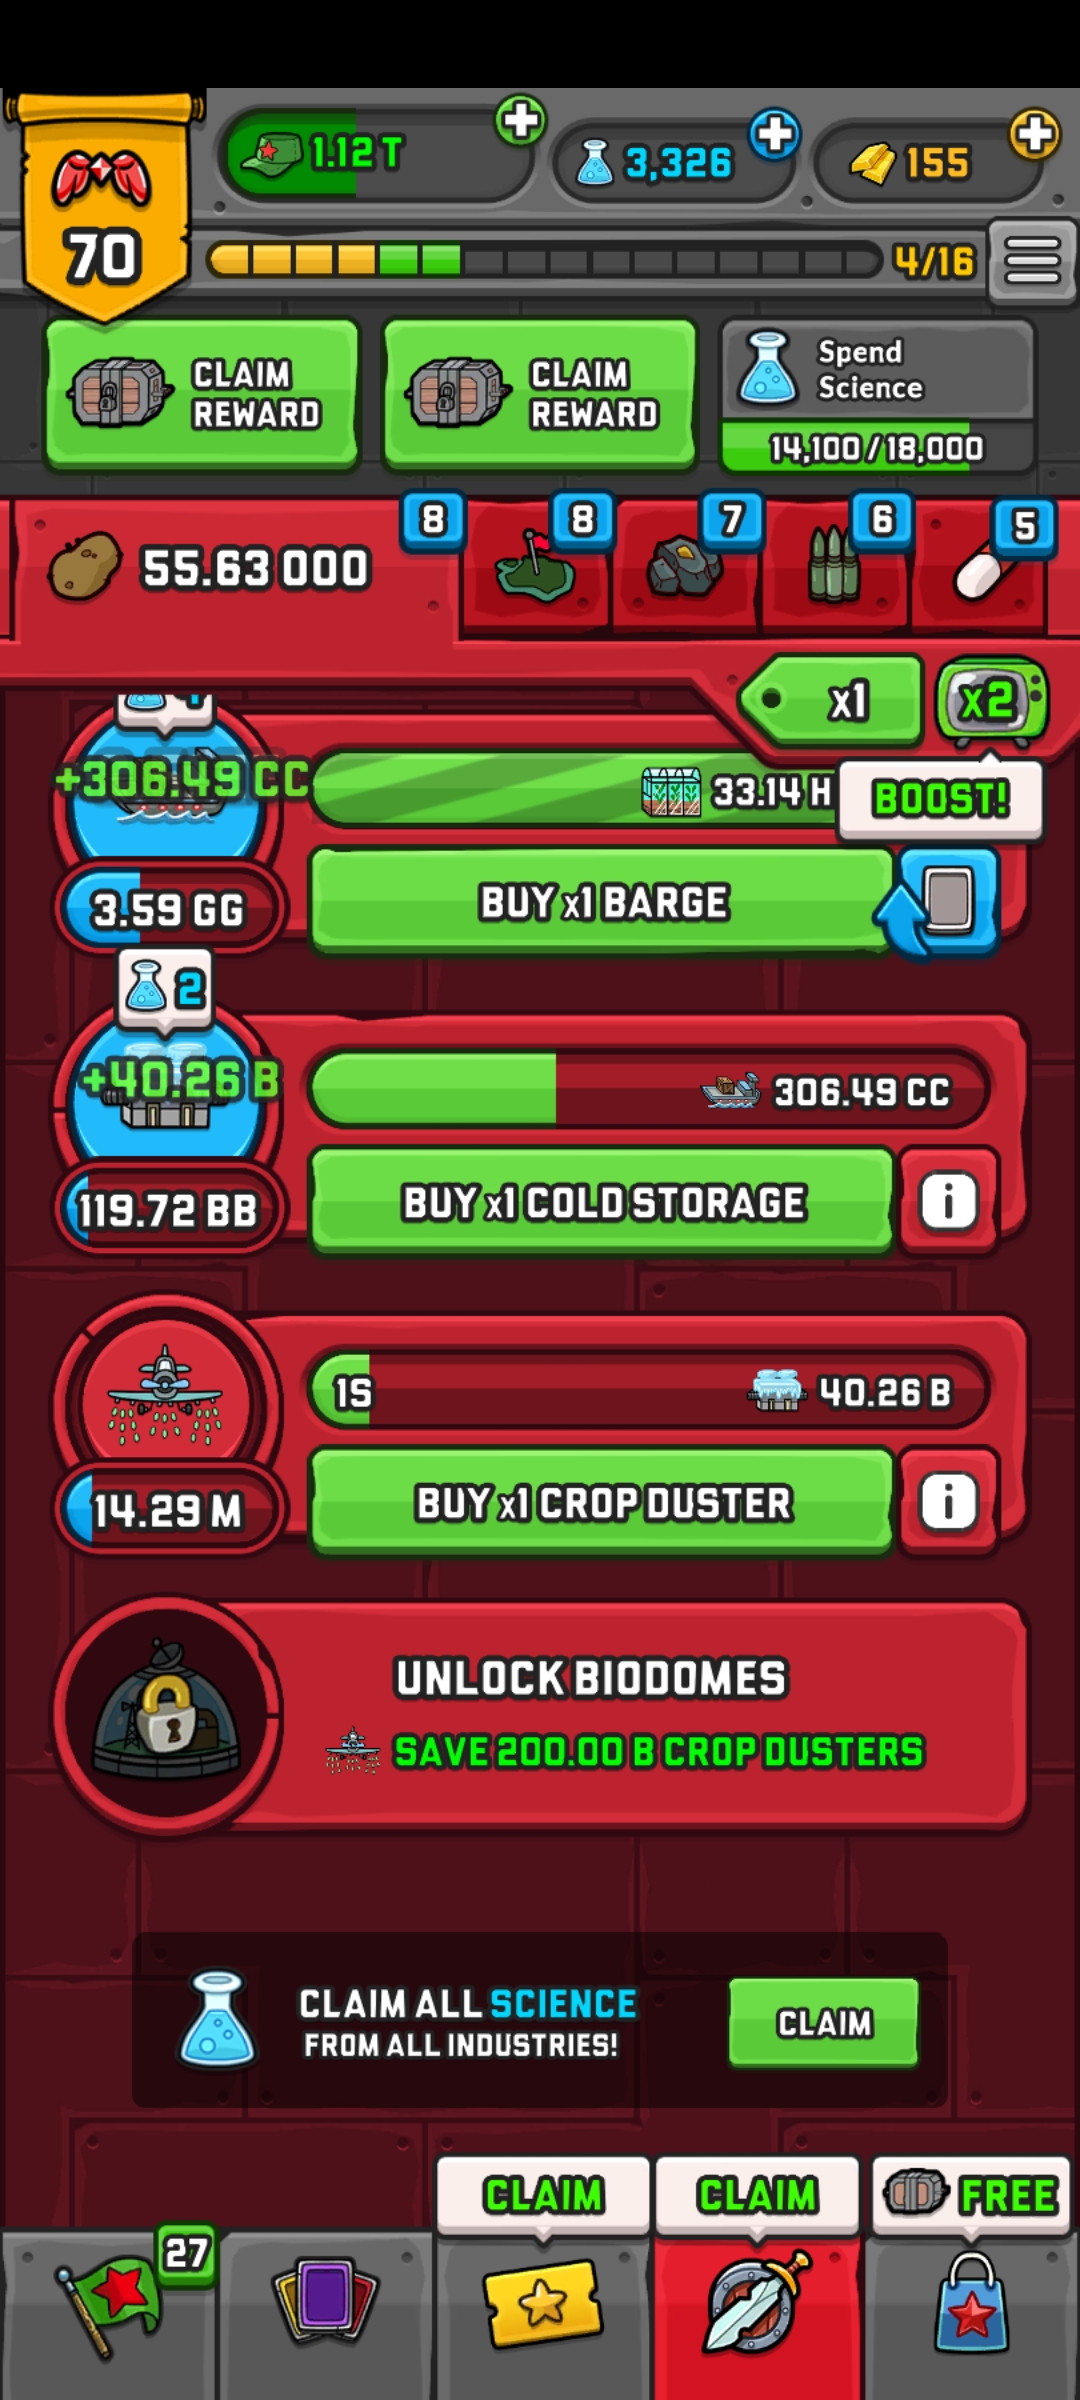 1.12 T
3,326
155
70
4/16
CLAIM
REWARD
CLAIM
REWARD
Spend
Science
14,100/18,000
55.63 000
8
8
7
6
5
x1
x2
BOOST!
+306.49 CC
33.14 H
3.59 GG
BUY x1 BARGE
2
+40.26 B
306.49 CC
119.72 BB
BUY x1 COLD STORAGE
i
1S
40.26 B
14.29 M
BUY x1 CROP DUSTER
i
UNLOCK BIODOMES
SAVE 200.00 B CROP DUSTERS
CLAIM ALL SCIENCE
FROM ALL INDUSTRIES!
CLAIM
CLAIM
CLAIM
FREE
27